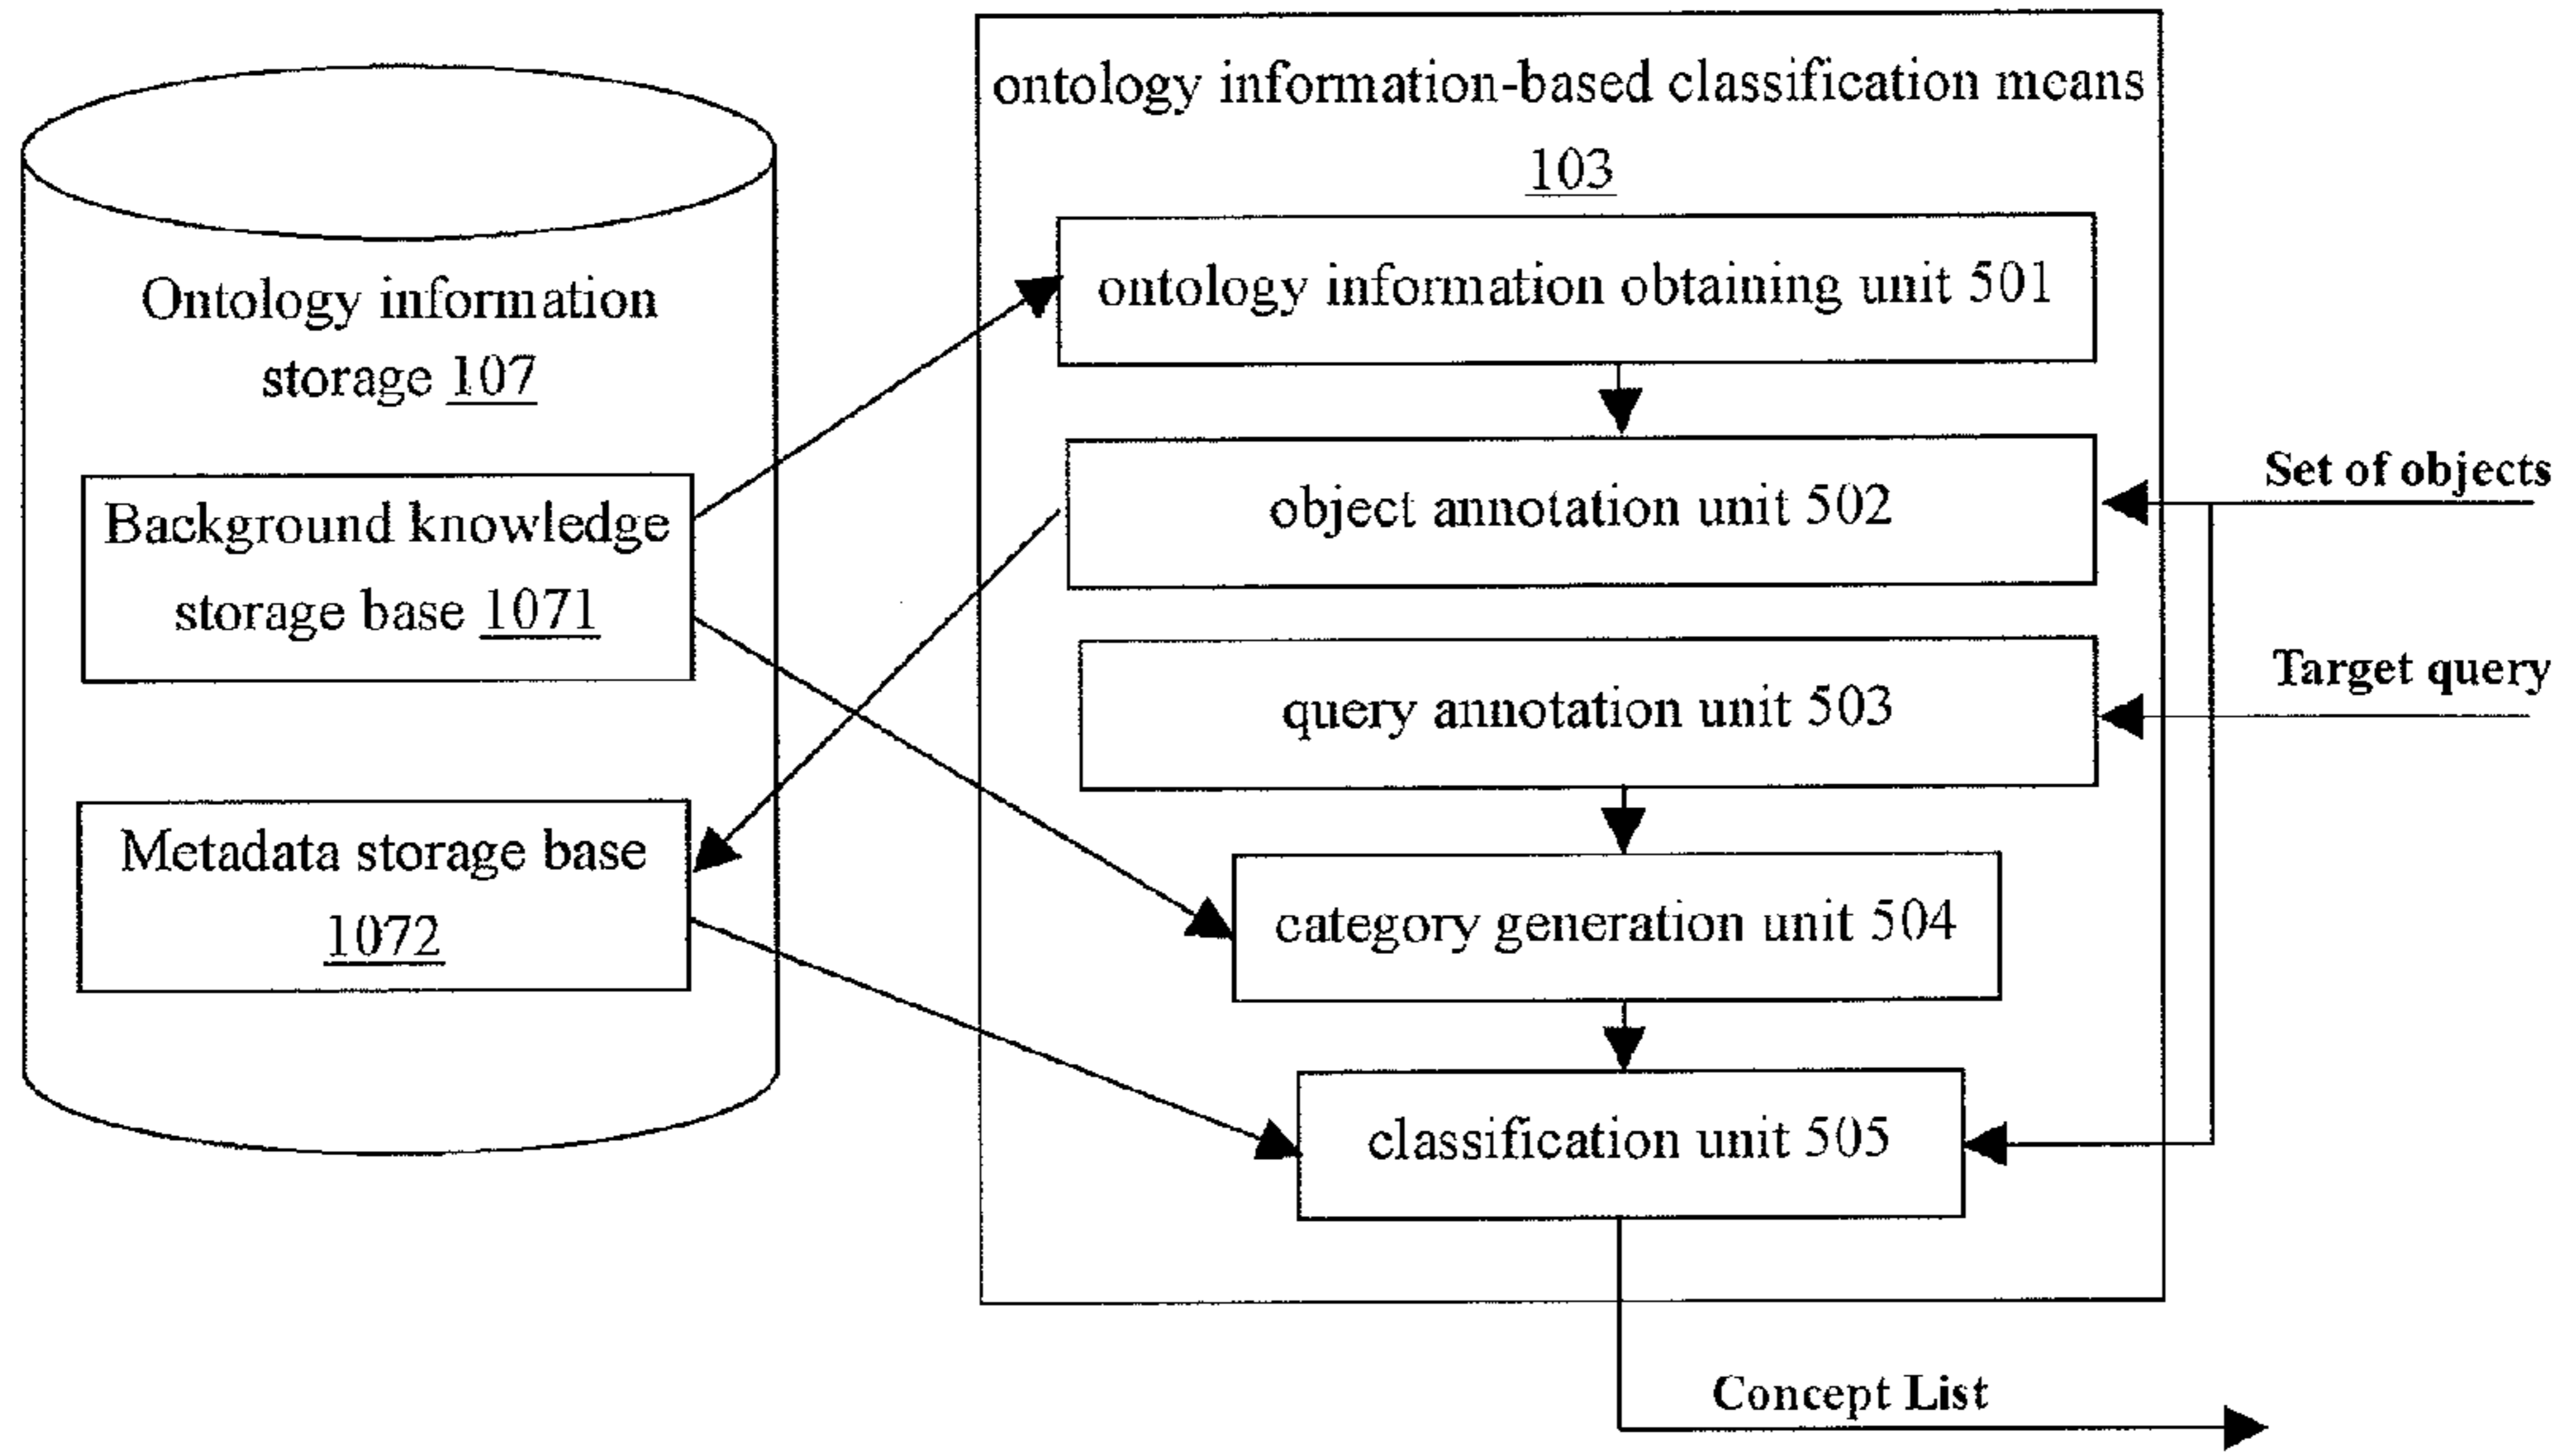 Ontology information
storage 107
Background knowledge
storage base 1071
Metadata storage base
1072
ontology information-based classification means
103
ontology information obtaining unit 501
object annotation unit 502
query annotation unit 503
category generation unit 504
classification unit 505
Set of objects
Target query
Concept List